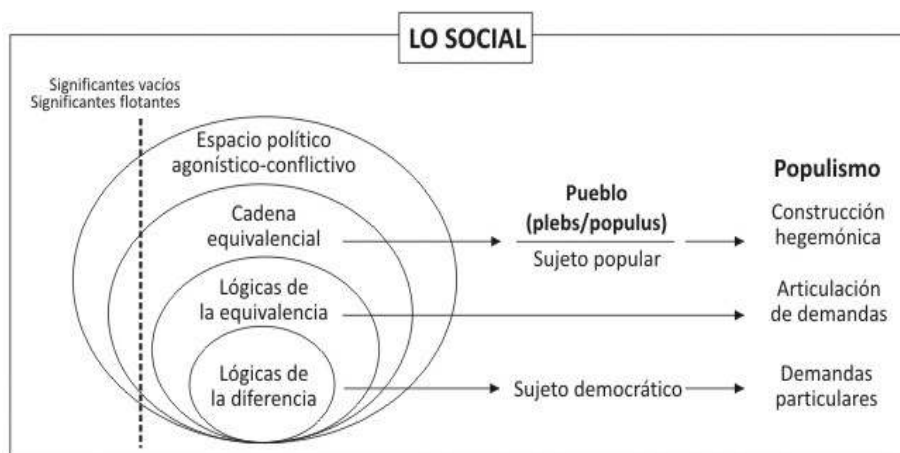 LO SOCIAL
Significantes vacíos
Significantes flotantes
Espacio político
agonístico-conflictivo
Cadena
equivalencial
Lógicas de
la equivalencia
Lógicas de
la diferencia
Pueblo
(plebs/populus)
Sujeto popular
Sujeto democrático
Populismo
Construcción
hegemónica
Articulación
de demandas
Demandas
particulares